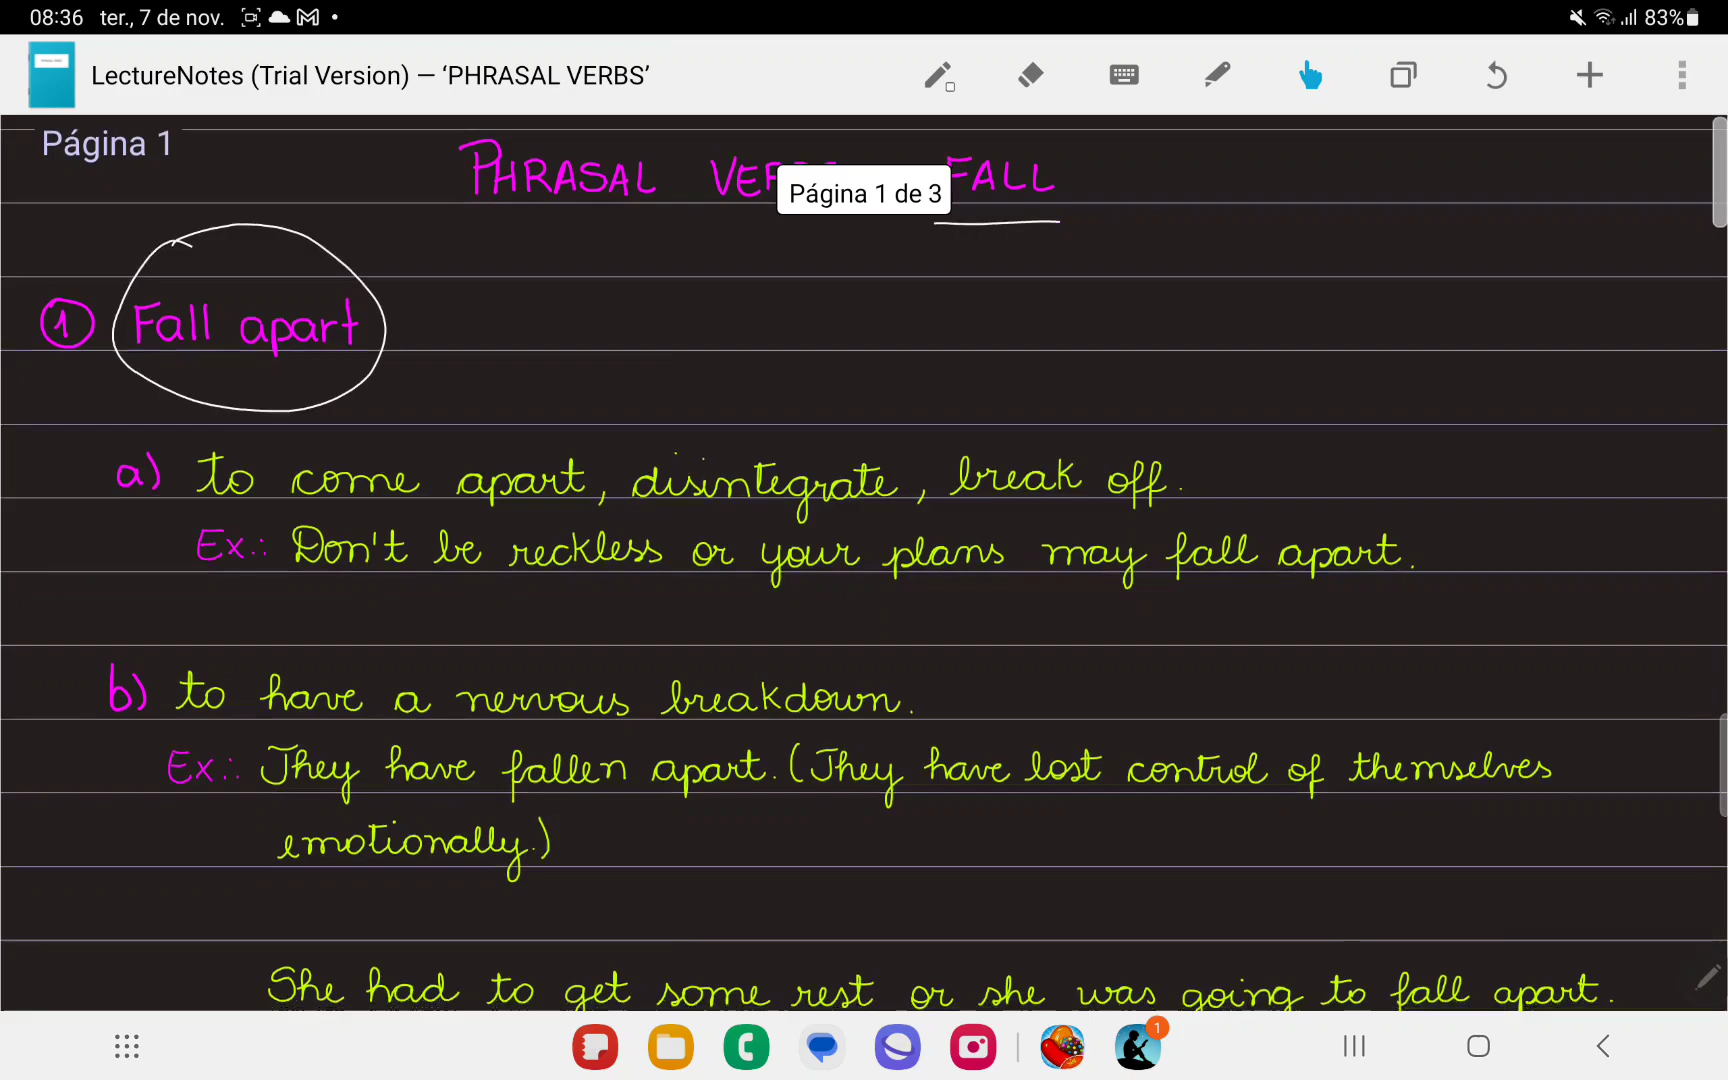 08:36 ter., 7 de nov. 83%
LectureNotes (Trial Version) – ‘PHRASAL VERBS’
Página 1
PHRASAL FALL
Página 1 de 3
1 Fall apart
a) to come apart, disintegrate, break off.
Ex.: Don't be reckless or your plans may fall apart.
b) to have a nervous breakdown.
Ex.: They have fallen apart. (They have lost control of themselves
emotionally.)
She had to get some rest or she was going to fall apart.
1